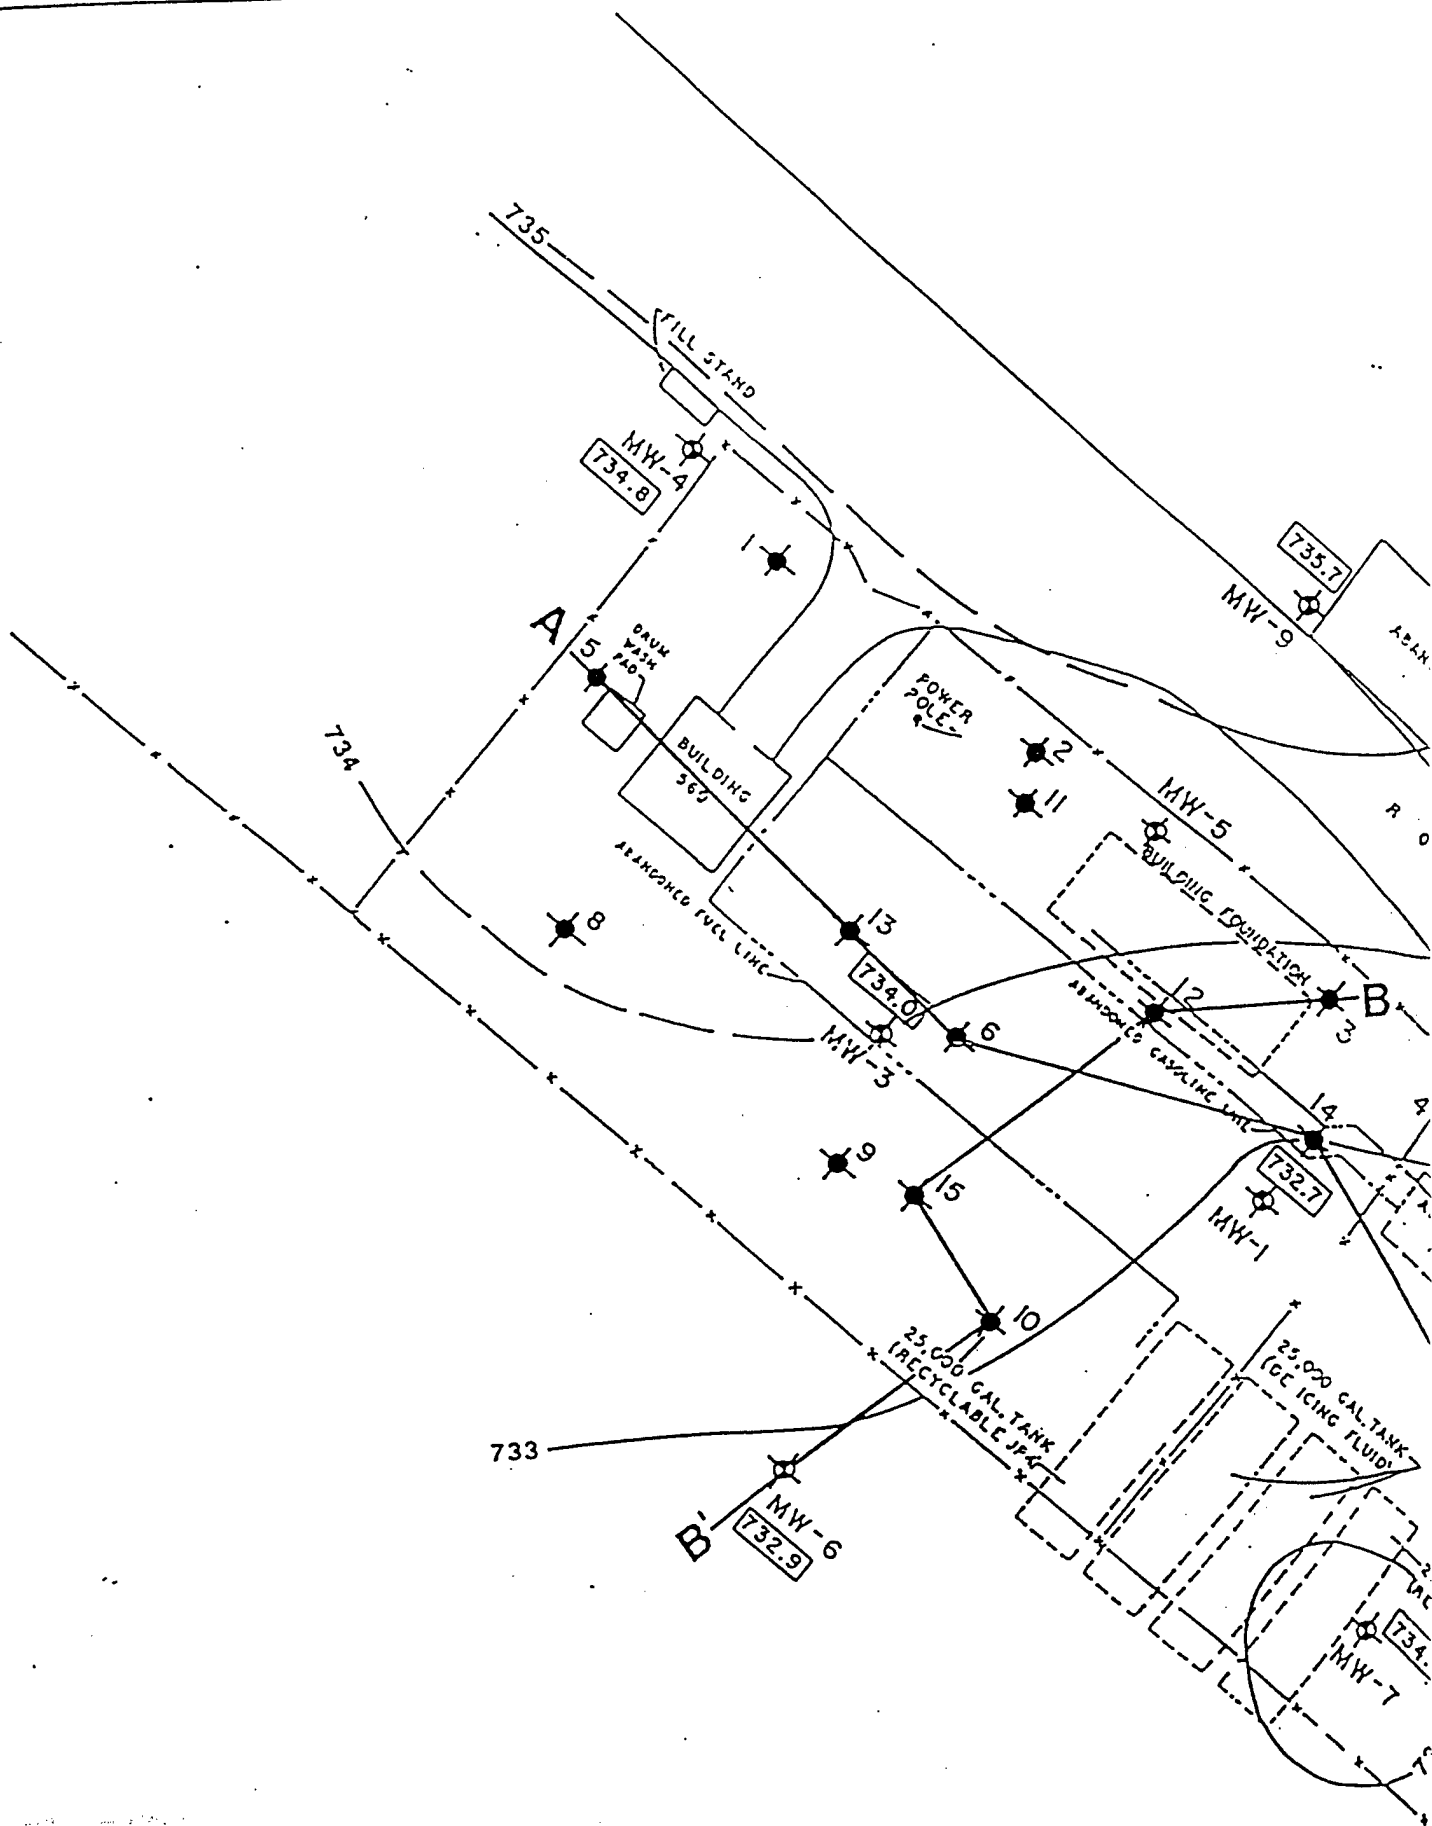 735
FILL STAND
MW-4
734.8
1
735.7
MW-9
A
5
DRUM
WASH
PAD
POWER
POLE
2
11
MW-5
734
BUILDING
560
BUILDING FOUNDATION
ABANDONED FUEL LINE
8
13
734.0
12
B
3
6
MW-3
ABANDONED GASOLINE LINE
14
4
9
15
732.7
MW-1
10
25,000 GAL. TANK
(RECYCLABLE JP4
25,000 GAL. TANK
(DE ICING FLUID)
733
MW-6
732.9
B'
734.
MW-7